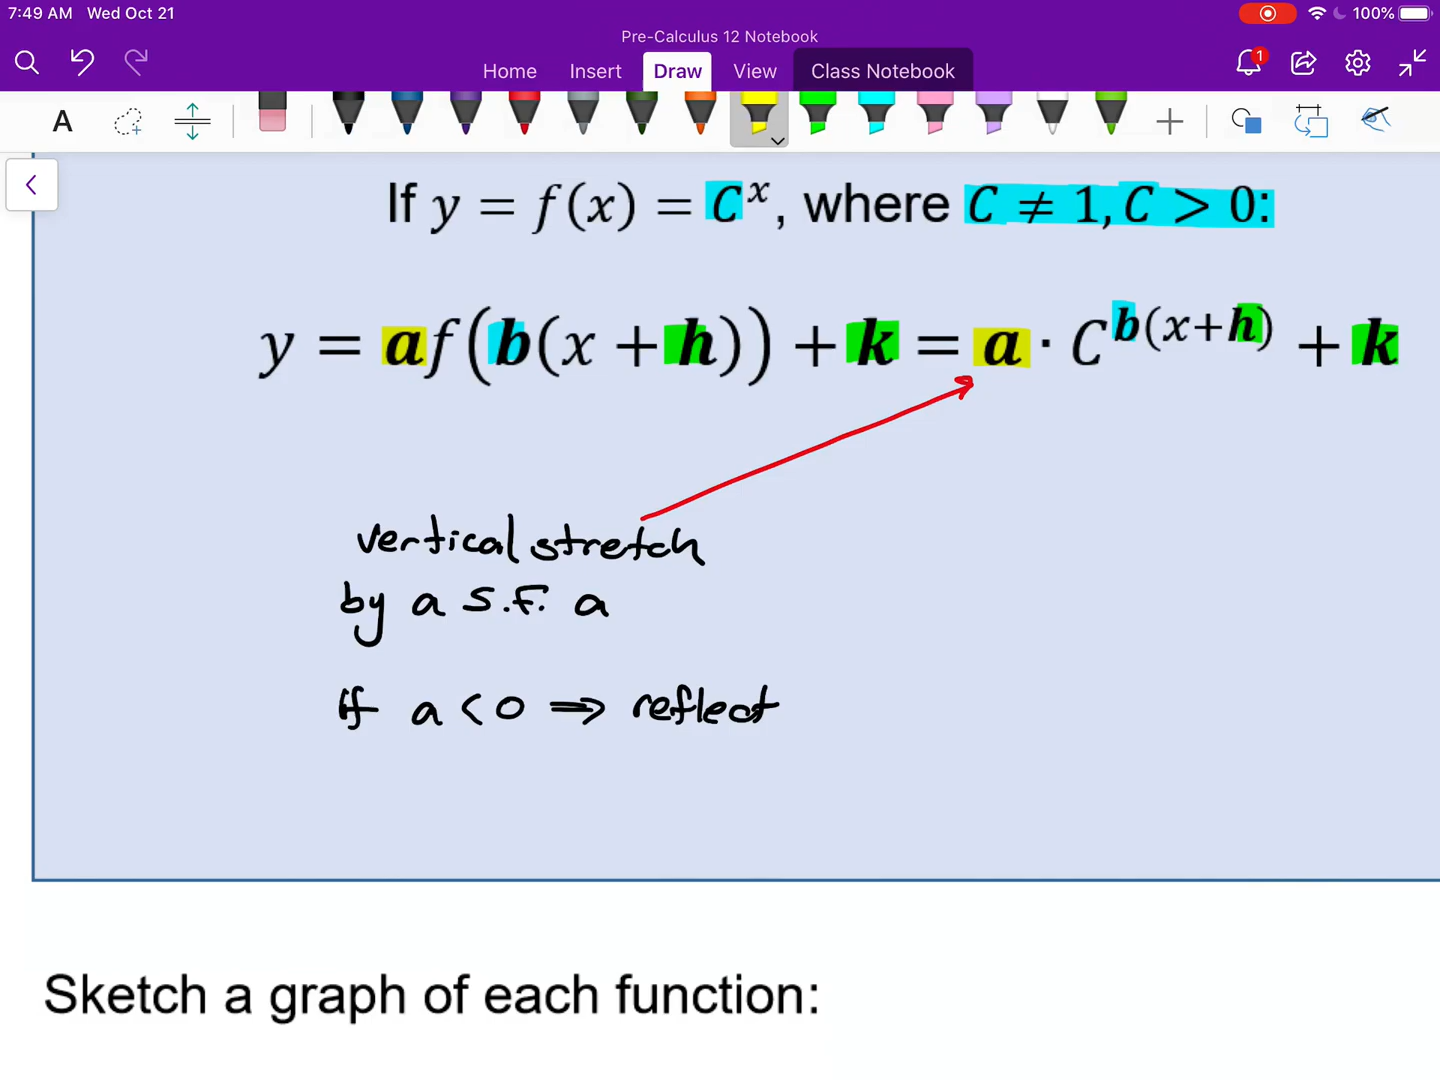 7:49 AM Wed Oct 21
100%
Pre-Calculus 12 Notebook
1
Home Insert Draw View Class Notebook
A
If y = f(x) = C^x, where C ≠ 1, C > 0:
y = af(b(x + h)) + k = a · C^{b(x+h)} + k
vertical stretch
by a s.f. a
If a < 0 ⇒ reflect
Sketch a graph of each function: